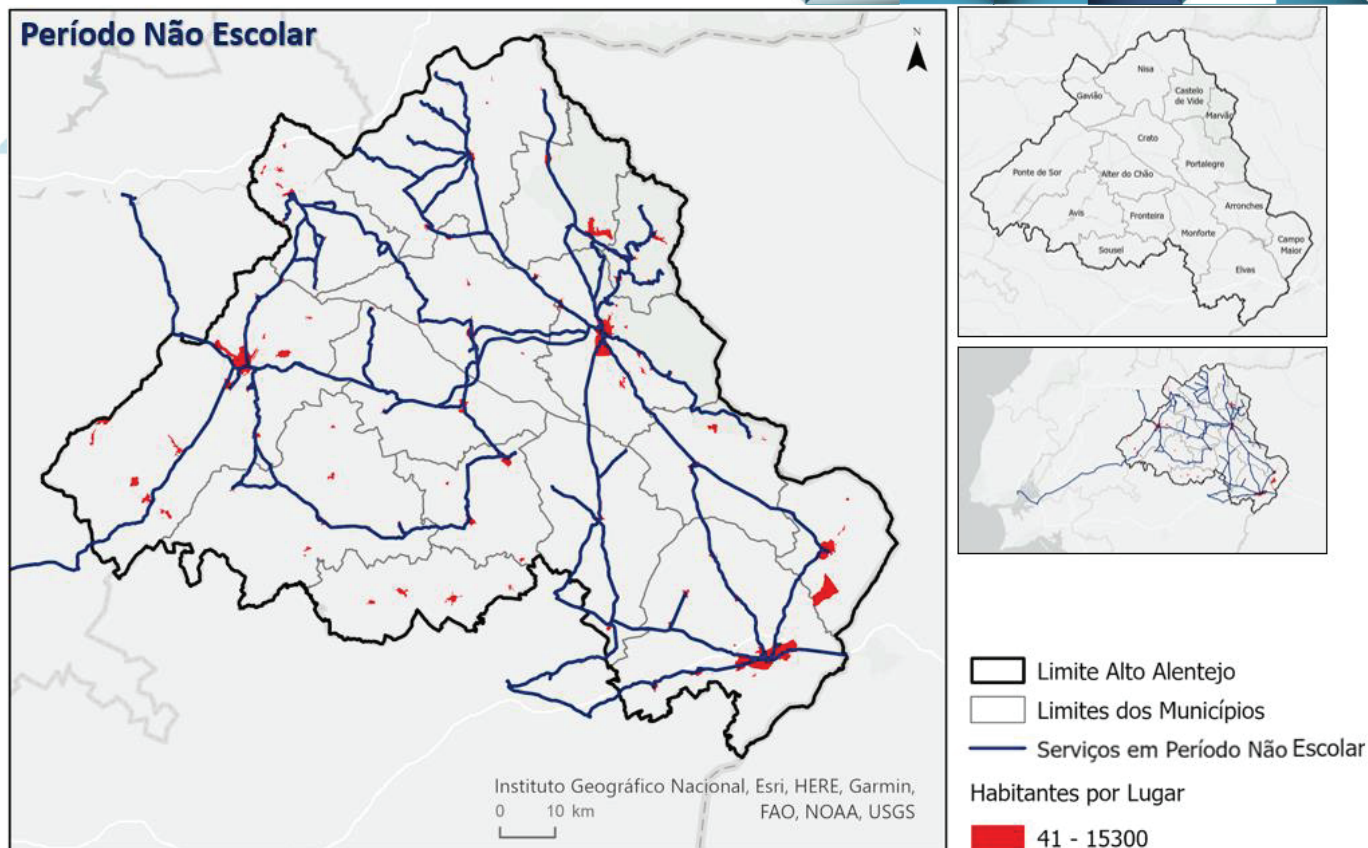 Período Não Escolar
N
Instituto Geográfico Nacional, Esri, HERE, Garmin,
FAO, NOAA, USGS
0 10 km
Nisa
Gavião
Castelo
de Vide
Marvão
Crato
Portalegre
Ponte de Sor
Alter do Chão
Arronches
Avis
Fronteira
Monforte
Campo
Maior
Sousel
Elvas
Limite Alto Alentejo
Limites dos Municípios
Serviços em Período Não Escolar
Habitantes por Lugar
41 - 15300